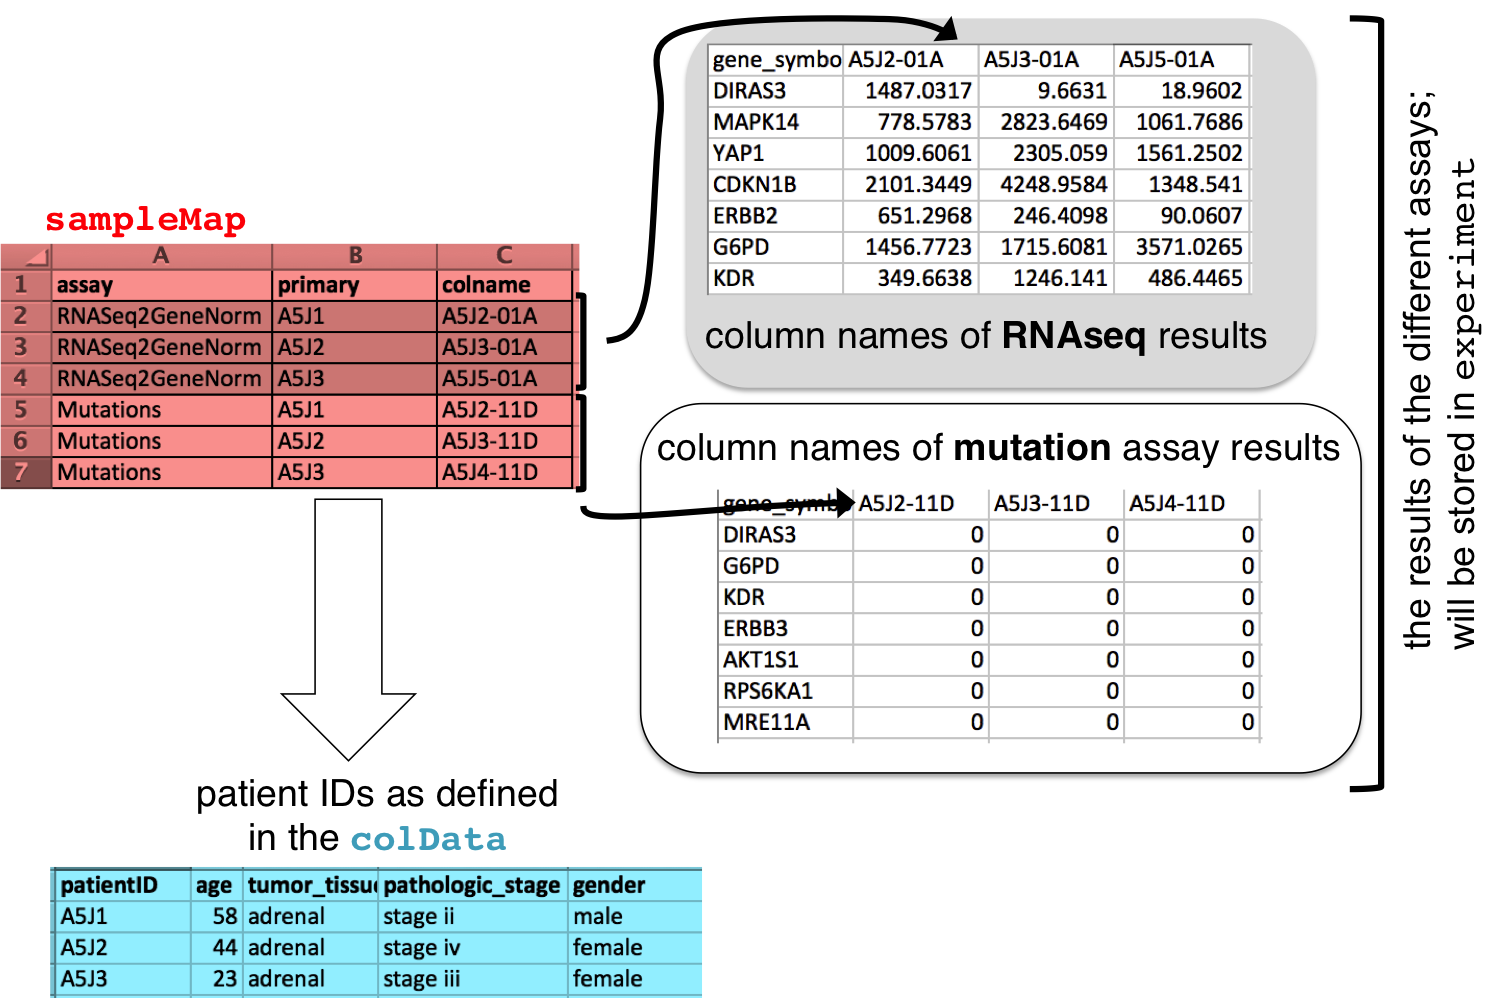 sampleMap
A B C
1 assay primary colname
2 RNASeq2GeneNorm A5J1 A5J2-01A
3 RNASeq2GeneNorm A5J2 A5J3-01A
4 RNASeq2GeneNorm A5J3 A5J5-01A
5 Mutations A5J1 A5J2-11D
6 Mutations A5J2 A5J3-11D
7 Mutations A5J3 A5J4-11D
gene_symbo A5J2-01A A5J3-01A A5J5-01A
DIRAS3 1487.0317 9.6631 18.9602
MAPK14 778.5783 2823.6469 1061.7686
YAP1 1009.6061 2305.059 1561.2502
CDKN1B 2101.3449 4248.9584 1348.541
ERBB2 651.2968 246.4098 90.0607
G6PD 1456.7723 1715.6081 3571.0265
KDR 349.6638 1246.141 486.4465
column names of RNAseq results
column names of mutation assay results
gene_symb A5J2-11D A5J3-11D A5J4-11D
DIRAS3 0 0 0
G6PD 0 0 0
KDR 0 0 0
ERBB3 0 0 0
AKT1S1 0 0 0
RPS6KA1 0 0 0
MRE11A 0 0 0
the results of the different assays;
will be stored in experiment
patient IDs as defined
in the colData
patientID age tumor_tissu pathologic_stage gender
A5J1 58 adrenal stage ii male
A5J2 44 adrenal stage iv female
A5J3 23 adrenal stage iii female